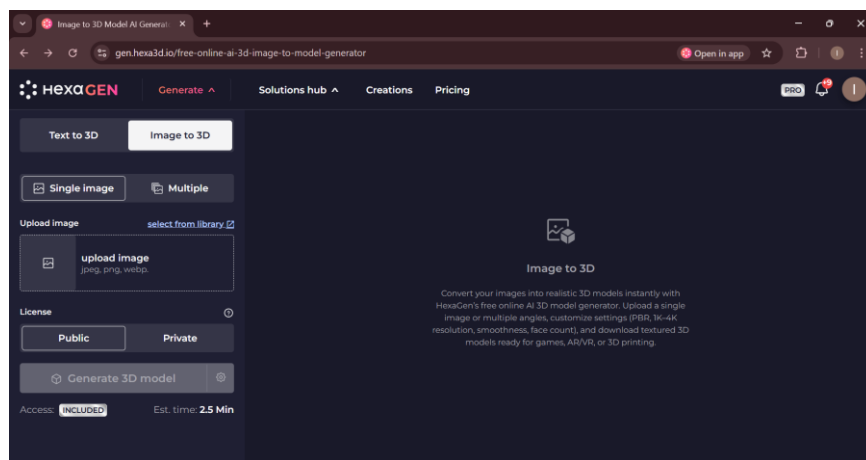 Image to 3D Model AI Generat
gen.hexa3d.io/free-online-ai-3d-image-to-model-generator
Open in app
I
HexaGEN
Generate
Solutions hub
Creations
Pricing
PRO
+9
I
Text to 3D
Image to 3D
Single image
Multiple
Upload image
select from library
upload image
jpeg, png, webp.
License
Public
Private
Generate 3D model
Access: INCLUDED
Est. time: 2.5 Min
Image to 3D
Convert your images into realistic 3D models instantly with
HexaGen's free online AI 3D model generator. Upload a single
image or multiple angles, customize settings (PBR, 1K-4K
resolution, smoothness, face count), and download textured 3D
models ready for games, AR/VR, or 3D printing.